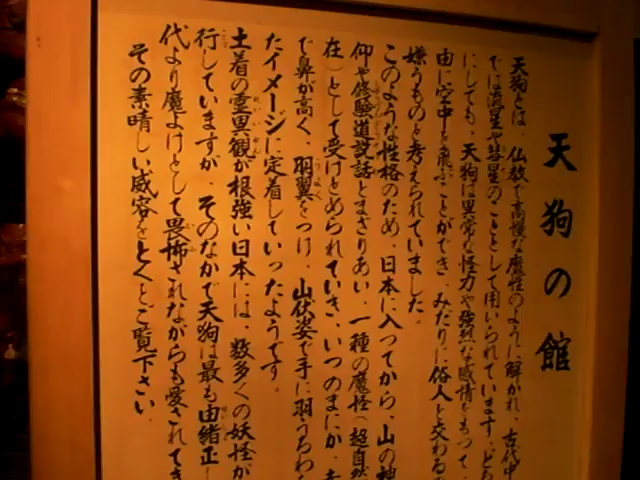 天狗の館
天狗とは、仏教で高慢な魔性のように解かれ、古代中
では流星や彗星のこととして用いられています。どち
にしても、天狗は異常な怪力や強烈な感情をもって、
由に空中を飛ぶことができ、みだりに俗人と交わるの
嫌うものと考えられていました。
このような性格のため、日本に入ってから、山の神
仰や修験道説話とまざりあい、一種の魔怪（超自然
在）として受けとめられていき、いつのまにか、
で鼻が高く、羽翼をつけ、山伏姿で手に羽うちわ
たイメージに定着していったようです。
土着の霊異観が根強い日本には、数多くの妖怪が
行していますが、そのなかで天狗は最も由緒正し
代より魔よけとして畏怖されながらも愛されてき
その素晴しい威容をとくとご覧下さい。